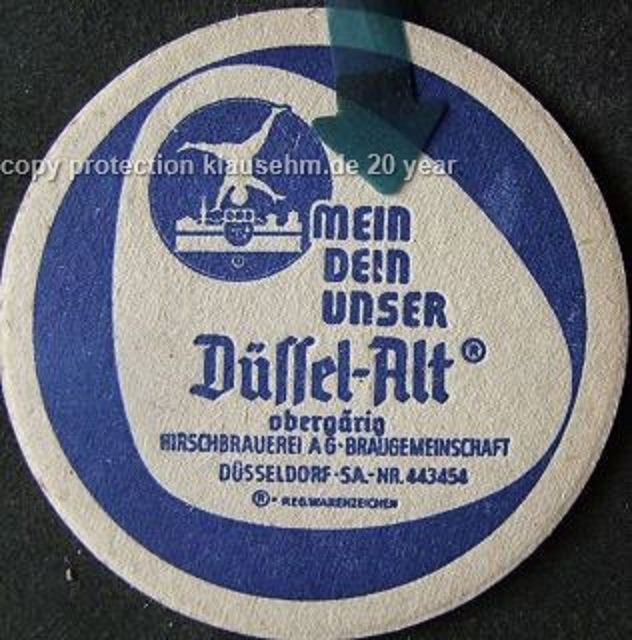 copy protection klausehm.de 20 year
MEIN
DEIN
UNSER
Düssel-Alt®
obergärig
HIRSCHBRAUEREI AG·BRAUGEMEINSCHAFT
DÜSSELDORF·SA.-NR. 443454
®= REG.WARENZEICHEN